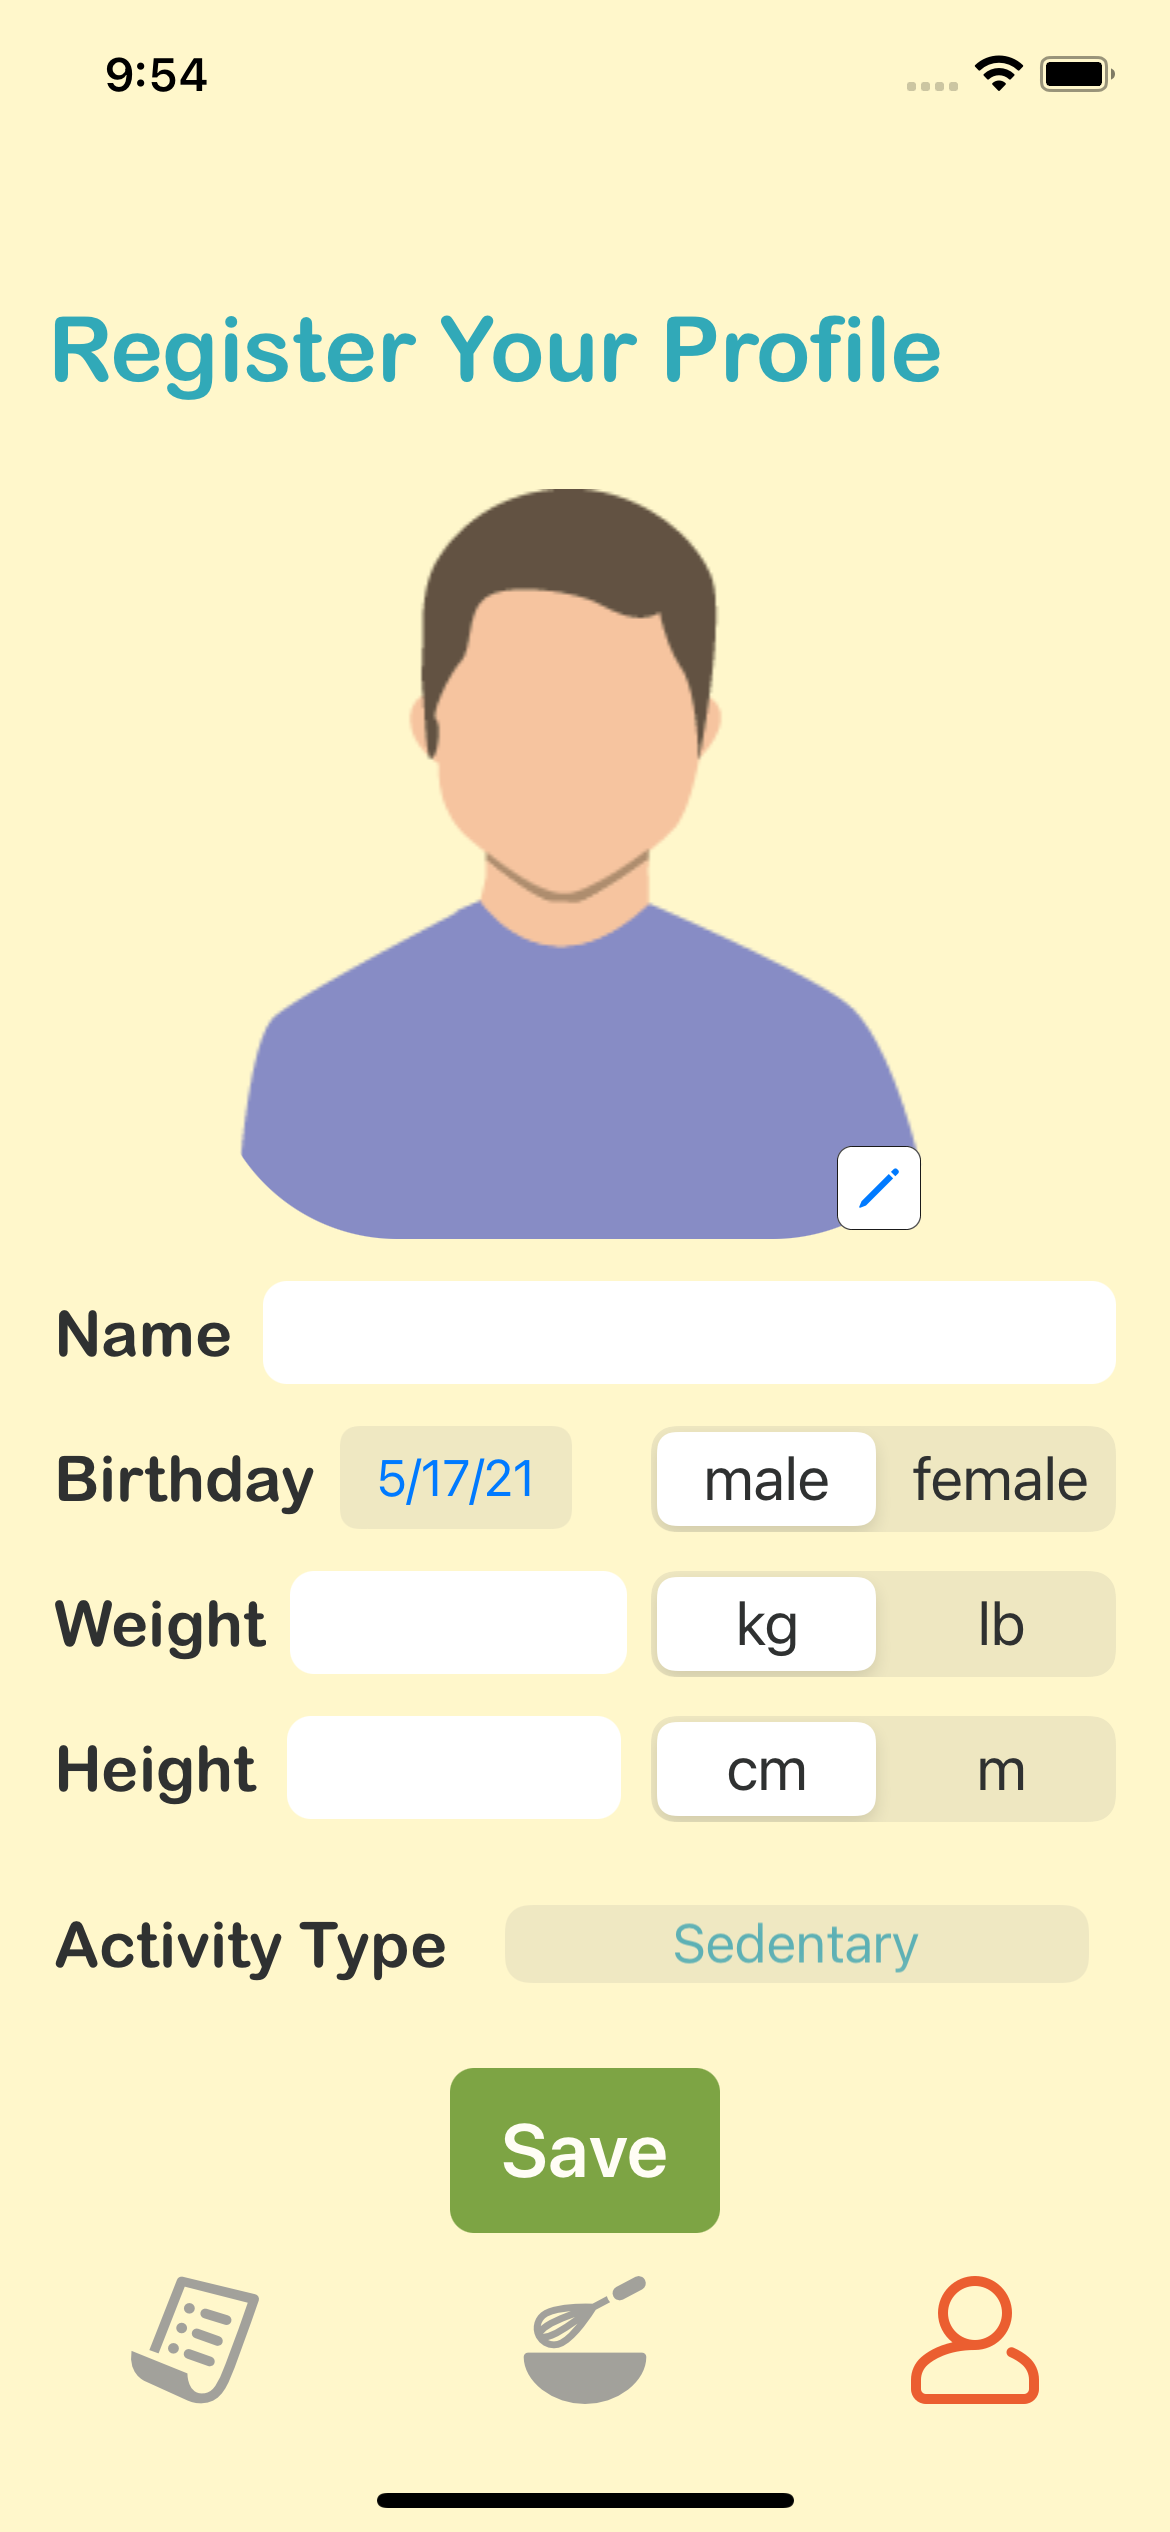 9:54
Register Your Profile
Name
Birthday 5/17/21 male female
Weight kg lb
Height cm m
Activity Type Sedentary
Save